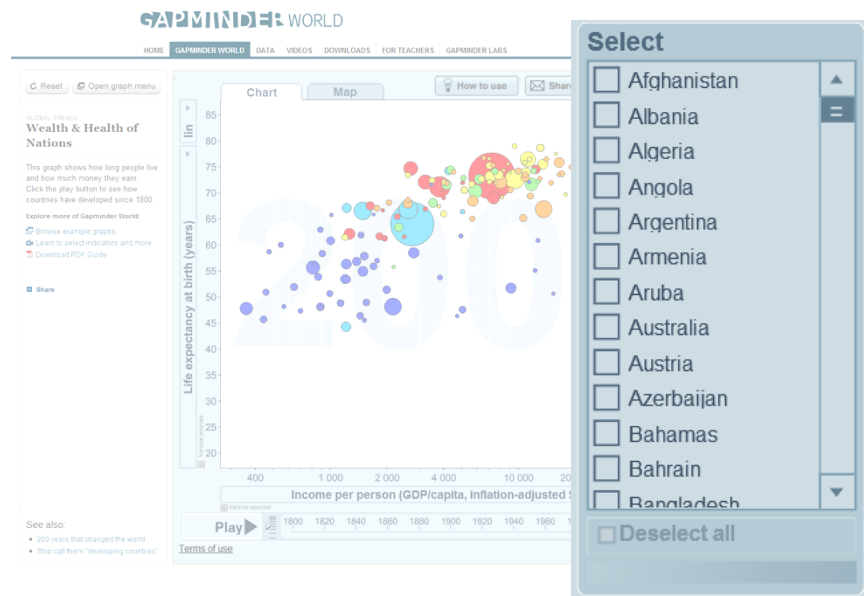 GAPMINDER WORLD
HOME GAPMINDER WORLD DATA VIDEOS DOWNLOADS FOR TEACHERS GAPMINDER LABS
Reset Open graph menu
GLOBAL TRENDS
Wealth & Health of
Nations
This graph shows how long people live
and how much money they earn
Click the play button to see how
countries have developed since 1800
Explore more of Gapminder World:
Browse example graphs
Learn to select indicators and more
Download PDF Guide
Share
See also:
200 years that changed the world
Stop call them "developing countries"
Chart Map How to use Share
lin
Life expectancy at birth (years)
Various sources
85
80
75
70
65
60
55
50
45
40
35
30
25
20
200
400 1 000 2 000 4 000 10 000 20
Income per person (GDP/capita, inflation-adjusted
Various sources
Play 1800 1820 1840 1860 1880 1900 1920 1940 1960
Terms of use
Select
Afghanistan
Albania
Algeria
Angola
Argentina
Armenia
Aruba
Australia
Austria
Azerbaijan
Bahamas
Bahrain
Bangladesh
Deselect all